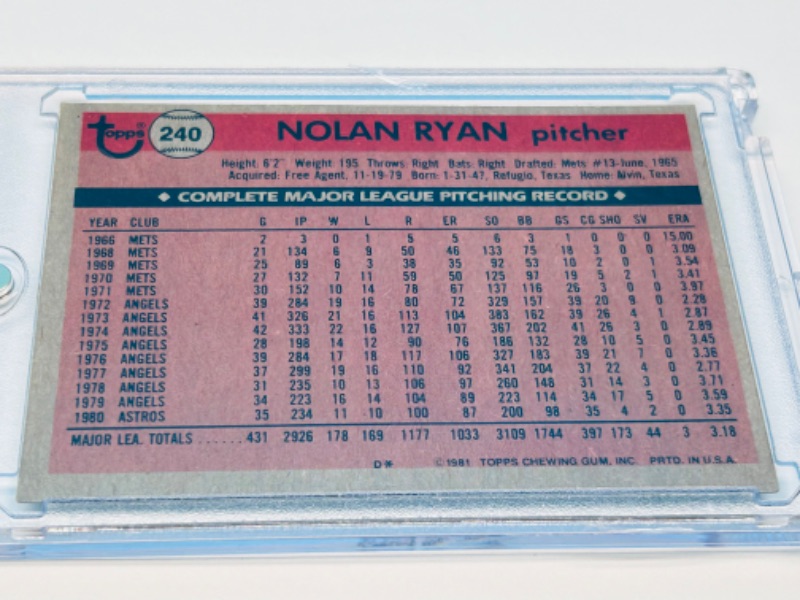 topps® 240 NOLAN RYAN pitcher
Height: 6'2" Weight: 195 Throws: Right Bats: Right Drafted: Mets #13-June, 1965
Acquired: Free Agent, 11-19-79 Born: 1-31-47, Refugio, Texas Home: Alvin, Texas
◆ COMPLETE MAJOR LEAGUE PITCHING RECORD ◆
YEAR CLUB G IP W L R ER SO BB GS CG SHO SV ERA
1966 METS 2 3 0 1 5 5 6 3 1 0 0 0 15.00
1968 METS 21 134 6 9 50 46 133 75 18 3 0 0 3.09
1969 METS 25 89 6 3 38 35 92 53 10 2 0 1 3.54
1970 METS 27 132 7 11 59 50 125 97 19 5 2 1 3.41
1971 METS 30 152 10 14 78 67 137 116 26 3 0 0 3.97
1972 ANGELS 39 284 19 16 80 72 329 157 39 20 9 0 2.28
1973 ANGELS 41 326 21 16 113 104 383 162 39 26 4 1 2.87
1974 ANGELS 42 333 22 16 127 107 367 202 41 26 3 0 2.89
1975 ANGELS 28 198 14 12 90 76 186 132 28 10 5 0 3.45
1976 ANGELS 39 284 17 18 117 106 327 183 39 21 7 0 3.36
1977 ANGELS 37 299 19 16 110 92 341 204 37 22 4 0 2.77
1978 ANGELS 31 235 10 13 106 97 260 148 31 14 3 0 3.71
1979 ANGELS 34 223 16 14 104 89 223 114 34 17 5 0 3.59
1980 ASTROS 35 234 11 10 100 87 200 98 35 4 2 0 3.35
MAJOR LEA. TOTALS ...... 431 2926 178 169 1177 1033 3109 1744 397 173 44 3 3.18
D* ©1981 TOPPS CHEWING GUM, INC. PRTD. IN U.S.A.